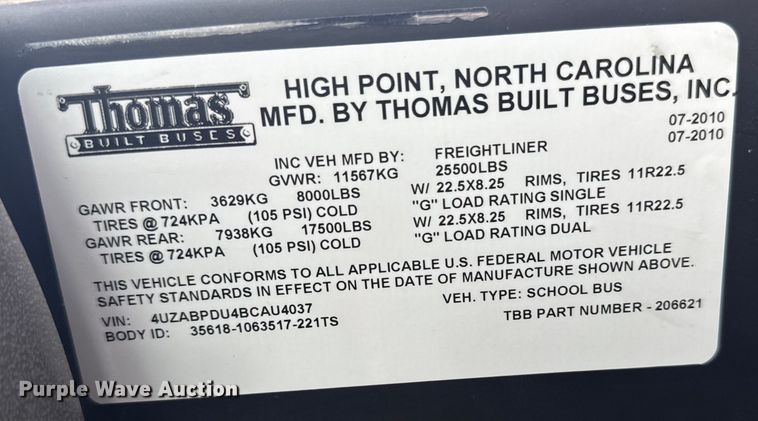 Thomas
BUILT BUSES
HIGH POINT, NORTH CAROLINA
MFD. BY THOMAS BUILT BUSES, INC.
07-2010
INC VEH MFD BY: FREIGHTLINER 07-2010
GVWR: 11567KG 25500LBS
GAWR FRONT: 3629KG 8000LBS W/ 22.5X8.25 RIMS, TIRES 11R22.5
TIRES @ 724KPA (105 PSI) COLD "G" LOAD RATING SINGLE
GAWR REAR: 7938KG 17500LBS W/ 22.5X8.25 RIMS, TIRES 11R22.5
TIRES @ 724KPA (105 PSI) COLD "G" LOAD RATING DUAL
THIS VEHICLE CONFORMS TO ALL APPLICABLE U.S. FEDERAL MOTOR VEHICLE
SAFETY STANDARDS IN EFFECT ON THE DATE OF MANUFACTURE SHOWN ABOVE.
VIN: 4UZABPDU4BCAU4037 VEH. TYPE: SCHOOL BUS
BODY ID: 35618-1063517-221TS TBB PART NUMBER - 206621
Purple Wave Auction